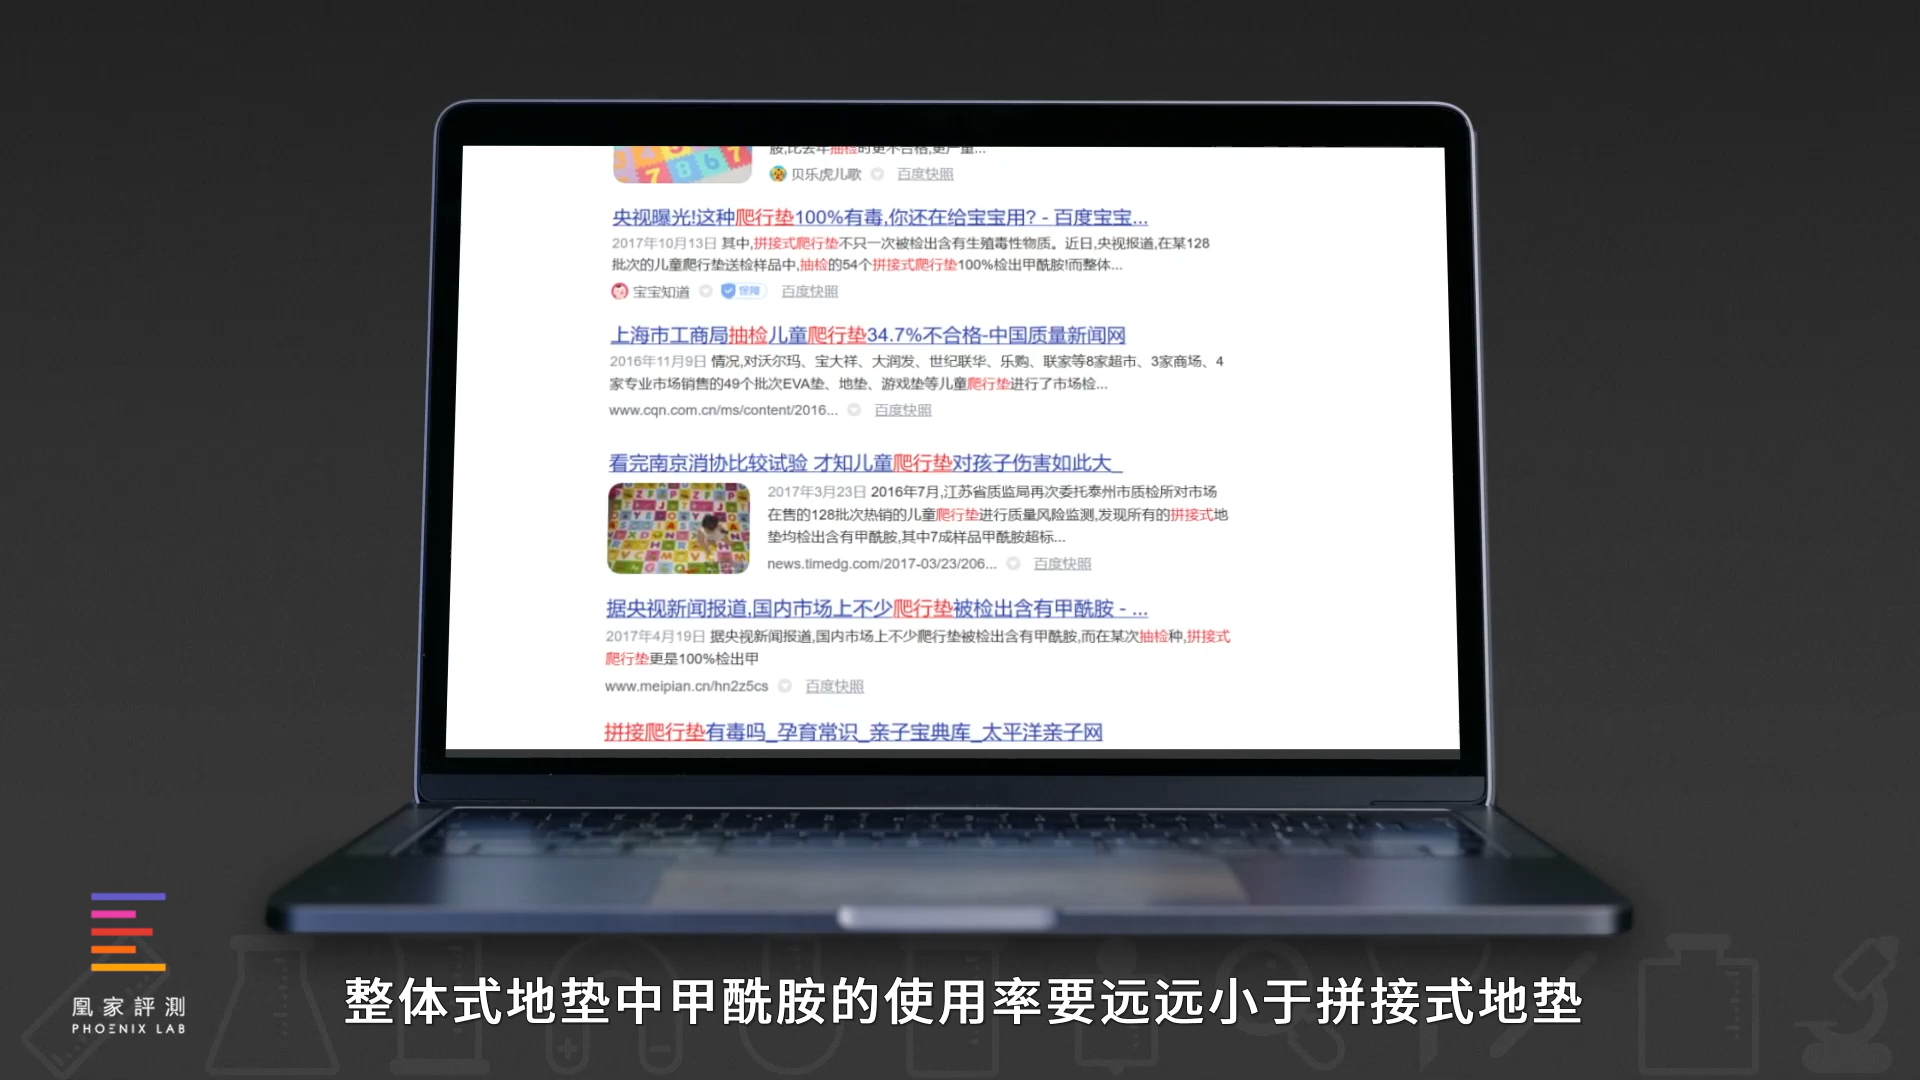 胺,比去年抽检时更不合格,更严重...
贝乐虎儿歌 百度快照
央视曝光!这种爬行垫100%有毒,你还在给宝宝用? - 百度宝宝...
2017年10月13日 其中,拼接式爬行垫不只一次被检出含有生殖毒性物质。近日,央视报道,在某128
批次的儿童爬行垫送检样品中,抽检的54个拼接式爬行垫100%检出甲酰胺!而整体...
宝宝知道 保障 百度快照
上海市工商局抽检儿童爬行垫34.7%不合格-中国质量新闻网
2016年11月9日 情况,对沃尔玛、宝大祥、大润发、世纪联华、乐购、联家等8家超市、3家商场、4
家专业市场销售的49个批次EVA垫、地垫、游戏垫等儿童爬行垫进行了市场检...
www.cqn.com.cn/ms/content/2016... 百度快照
看完南京消协比较试验 才知儿童爬行垫对孩子伤害如此大_
2017年3月23日 2016年7月,江苏省质监局再次委托泰州市质检所对市场
在售的128批次热销的儿童爬行垫进行质量风险监测,发现所有的拼接式地
垫均检出含有甲酰胺,其中7成样品甲酰胺超标...
news.timedg.com/2017-03/23/206... 百度快照
据央视新闻报道,国内市场上不少爬行垫被检出含有甲酰胺 - ...
2017年4月19日 据央视新闻报道,国内市场上不少爬行垫被检出含有甲酰胺,而在某次抽检种,拼接式
爬行垫更是100%检出甲
www.meipian.cn/hn2z5cs 百度快照
拼接爬行垫有毒吗_孕育常识_亲子宝典库_太平洋亲子网
凰家評測
PHOENIX LAB
整体式地垫中甲酰胺的使用率要远远小于拼接式地垫